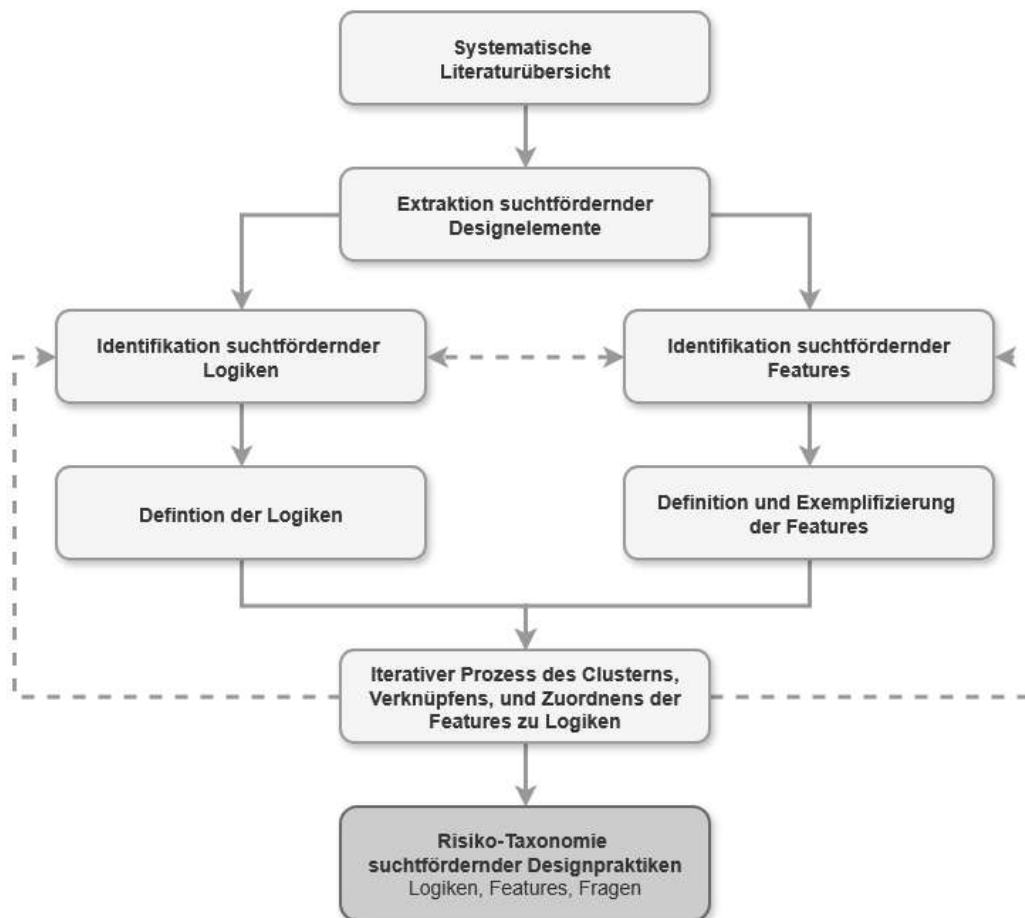 Systematische
Literaturübersicht
Extraktion suchtfördernder
Designelemente
Identifikation suchtfördernder
Logiken
Identifikation suchtfördernder
Features
Defintion der Logiken
Definition und Exemplifizierung
der Features
Iterativer Prozess des Clusterns,
Verknüpfens, und Zuordnens der
Features zu Logiken
Risiko-Taxonomie
suchtfördernder Designpraktiken
Logiken, Features, Fragen